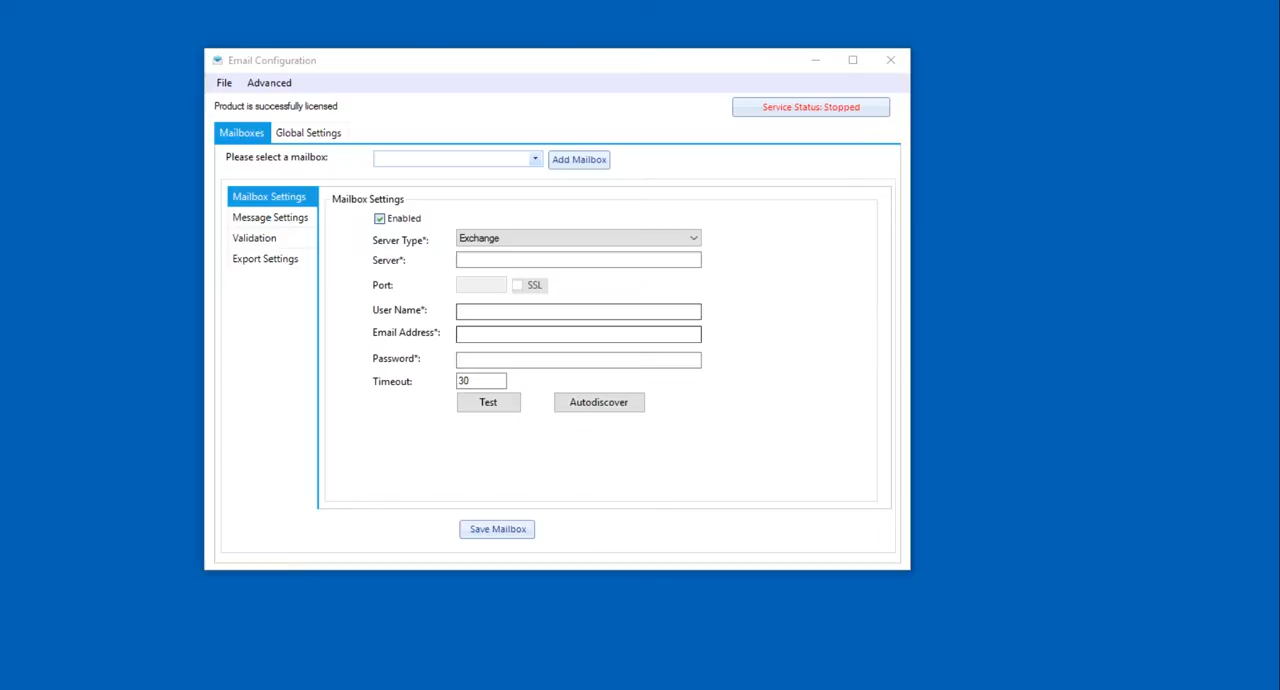 Email Configuration
File Advanced
Product is successfully licensed
Service Status: Stopped
Mailboxes Global Settings
Please select a mailbox:
Add Mailbox
Mailbox Settings
Message Settings
Validation
Export Settings
Mailbox Settings
Enabled
Server Type*: Exchange
Server*:
Port: SSL
User Name*:
Email Address*:
Password*:
Timeout: 30
Test Autodiscover
Save Mailbox